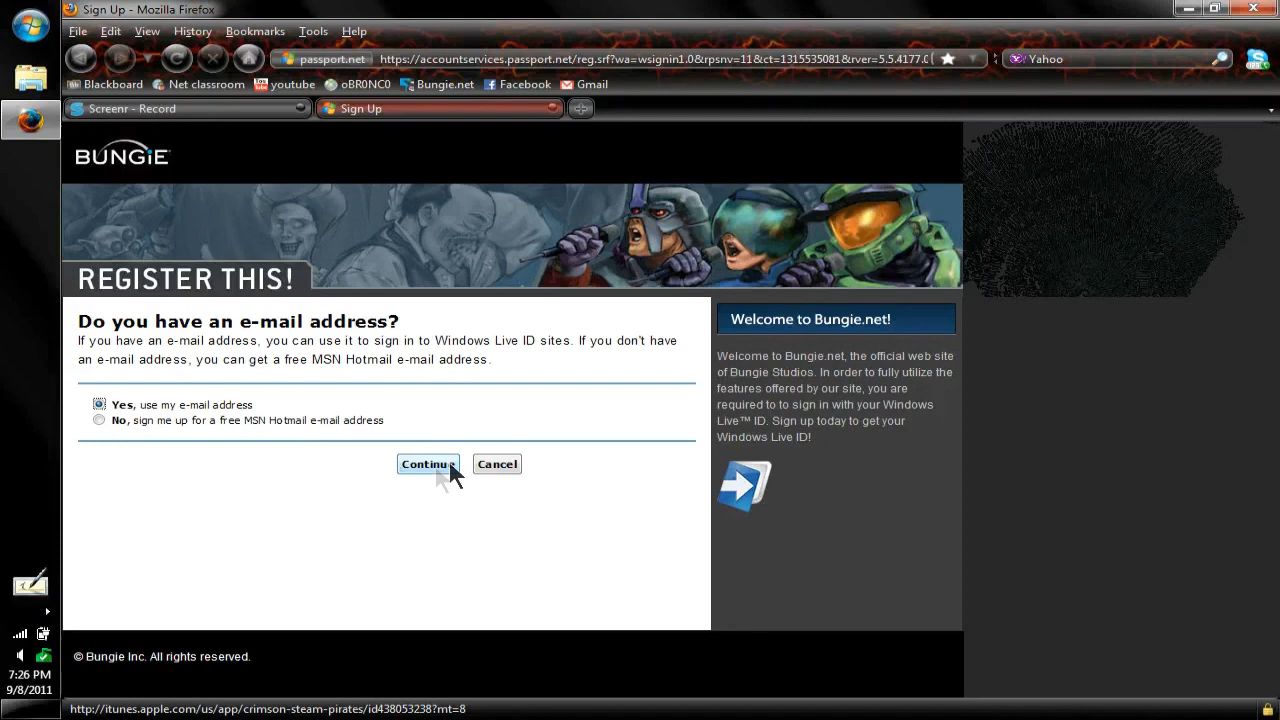 Sign Up - Mozilla Firefox
File Edit View History Bookmarks Tools Help
passport.net https://accountservices.passport.net/reg.srf?wa=wsignin1.0&rpsnv=11&ct=1315535081&rver=5.5.4177.0 Yahoo
Blackboard Net classroom youtube oBR0NC0 Bungie.net Facebook Gmail
Screenr - Record Sign Up
BUNGiE
REGISTER THIS!
Do you have an e-mail address?
If you have an e-mail address, you can use it to sign in to Windows Live ID sites. If you don't have
an e-mail address, you can get a free MSN Hotmail e-mail address.
Yes, use my e-mail address
No, sign me up for a free MSN Hotmail e-mail address
Continue Cancel
Welcome to Bungie.net!
Welcome to Bungie.net, the official web site
of Bungie Studios. In order to fully utilize the
features offered by our site, you are
required to to sign in with your Windows
Live™ ID. Sign up today to get your
Windows Live ID!
© Bungie Inc. All rights reserved.
7:26 PM
9/8/2011
http://itunes.apple.com/us/app/crimson-steam-pirates/id438053238?mt=8